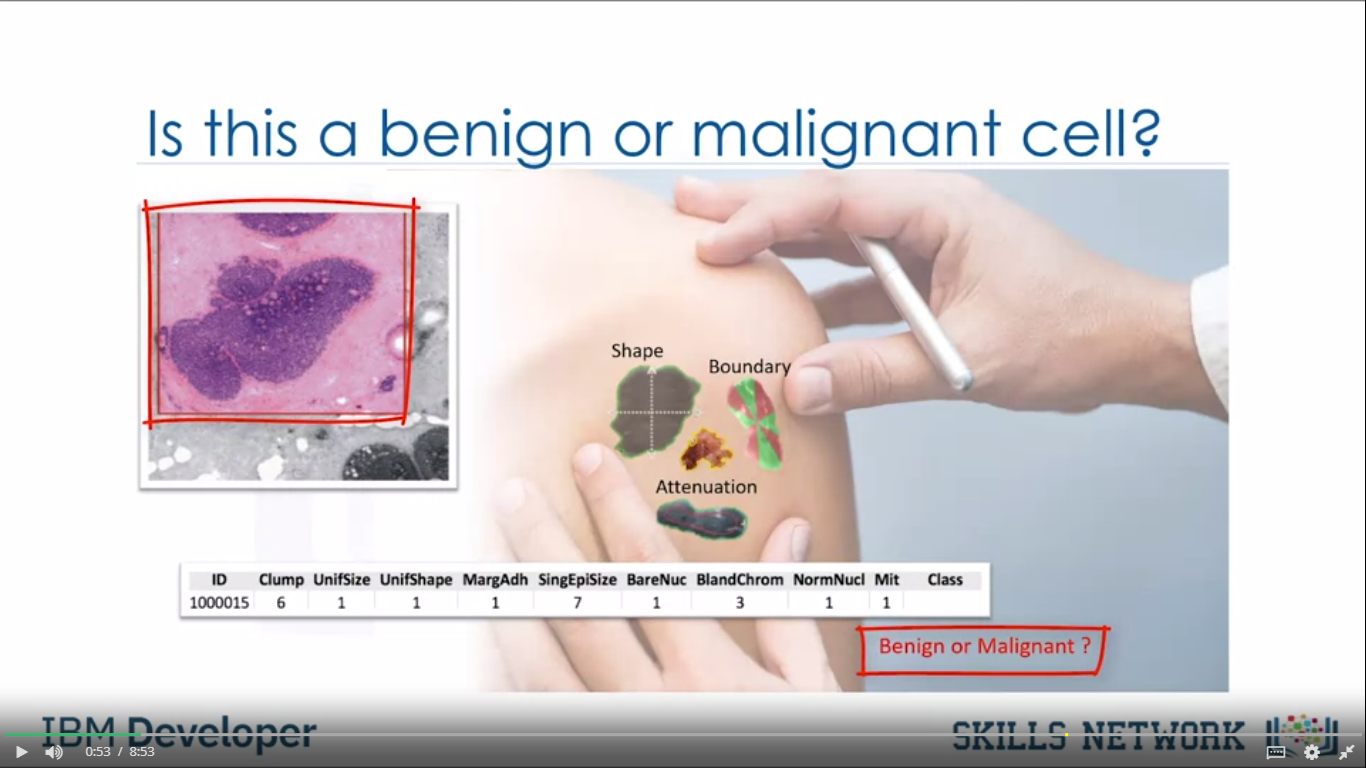 Is this a benign or malignant cell?
Shape
Boundary
Attenuation
ID Clump UnifSize UnifShape MargAdh SingEpiSize BareNuc BlandChrom NormNucl Mit Class
1000015 6 1 1 1 7 1 3 1 1
Benign or Malignant ?
IBM Developer
SKILLS NETWORK
0:53 / 8:53